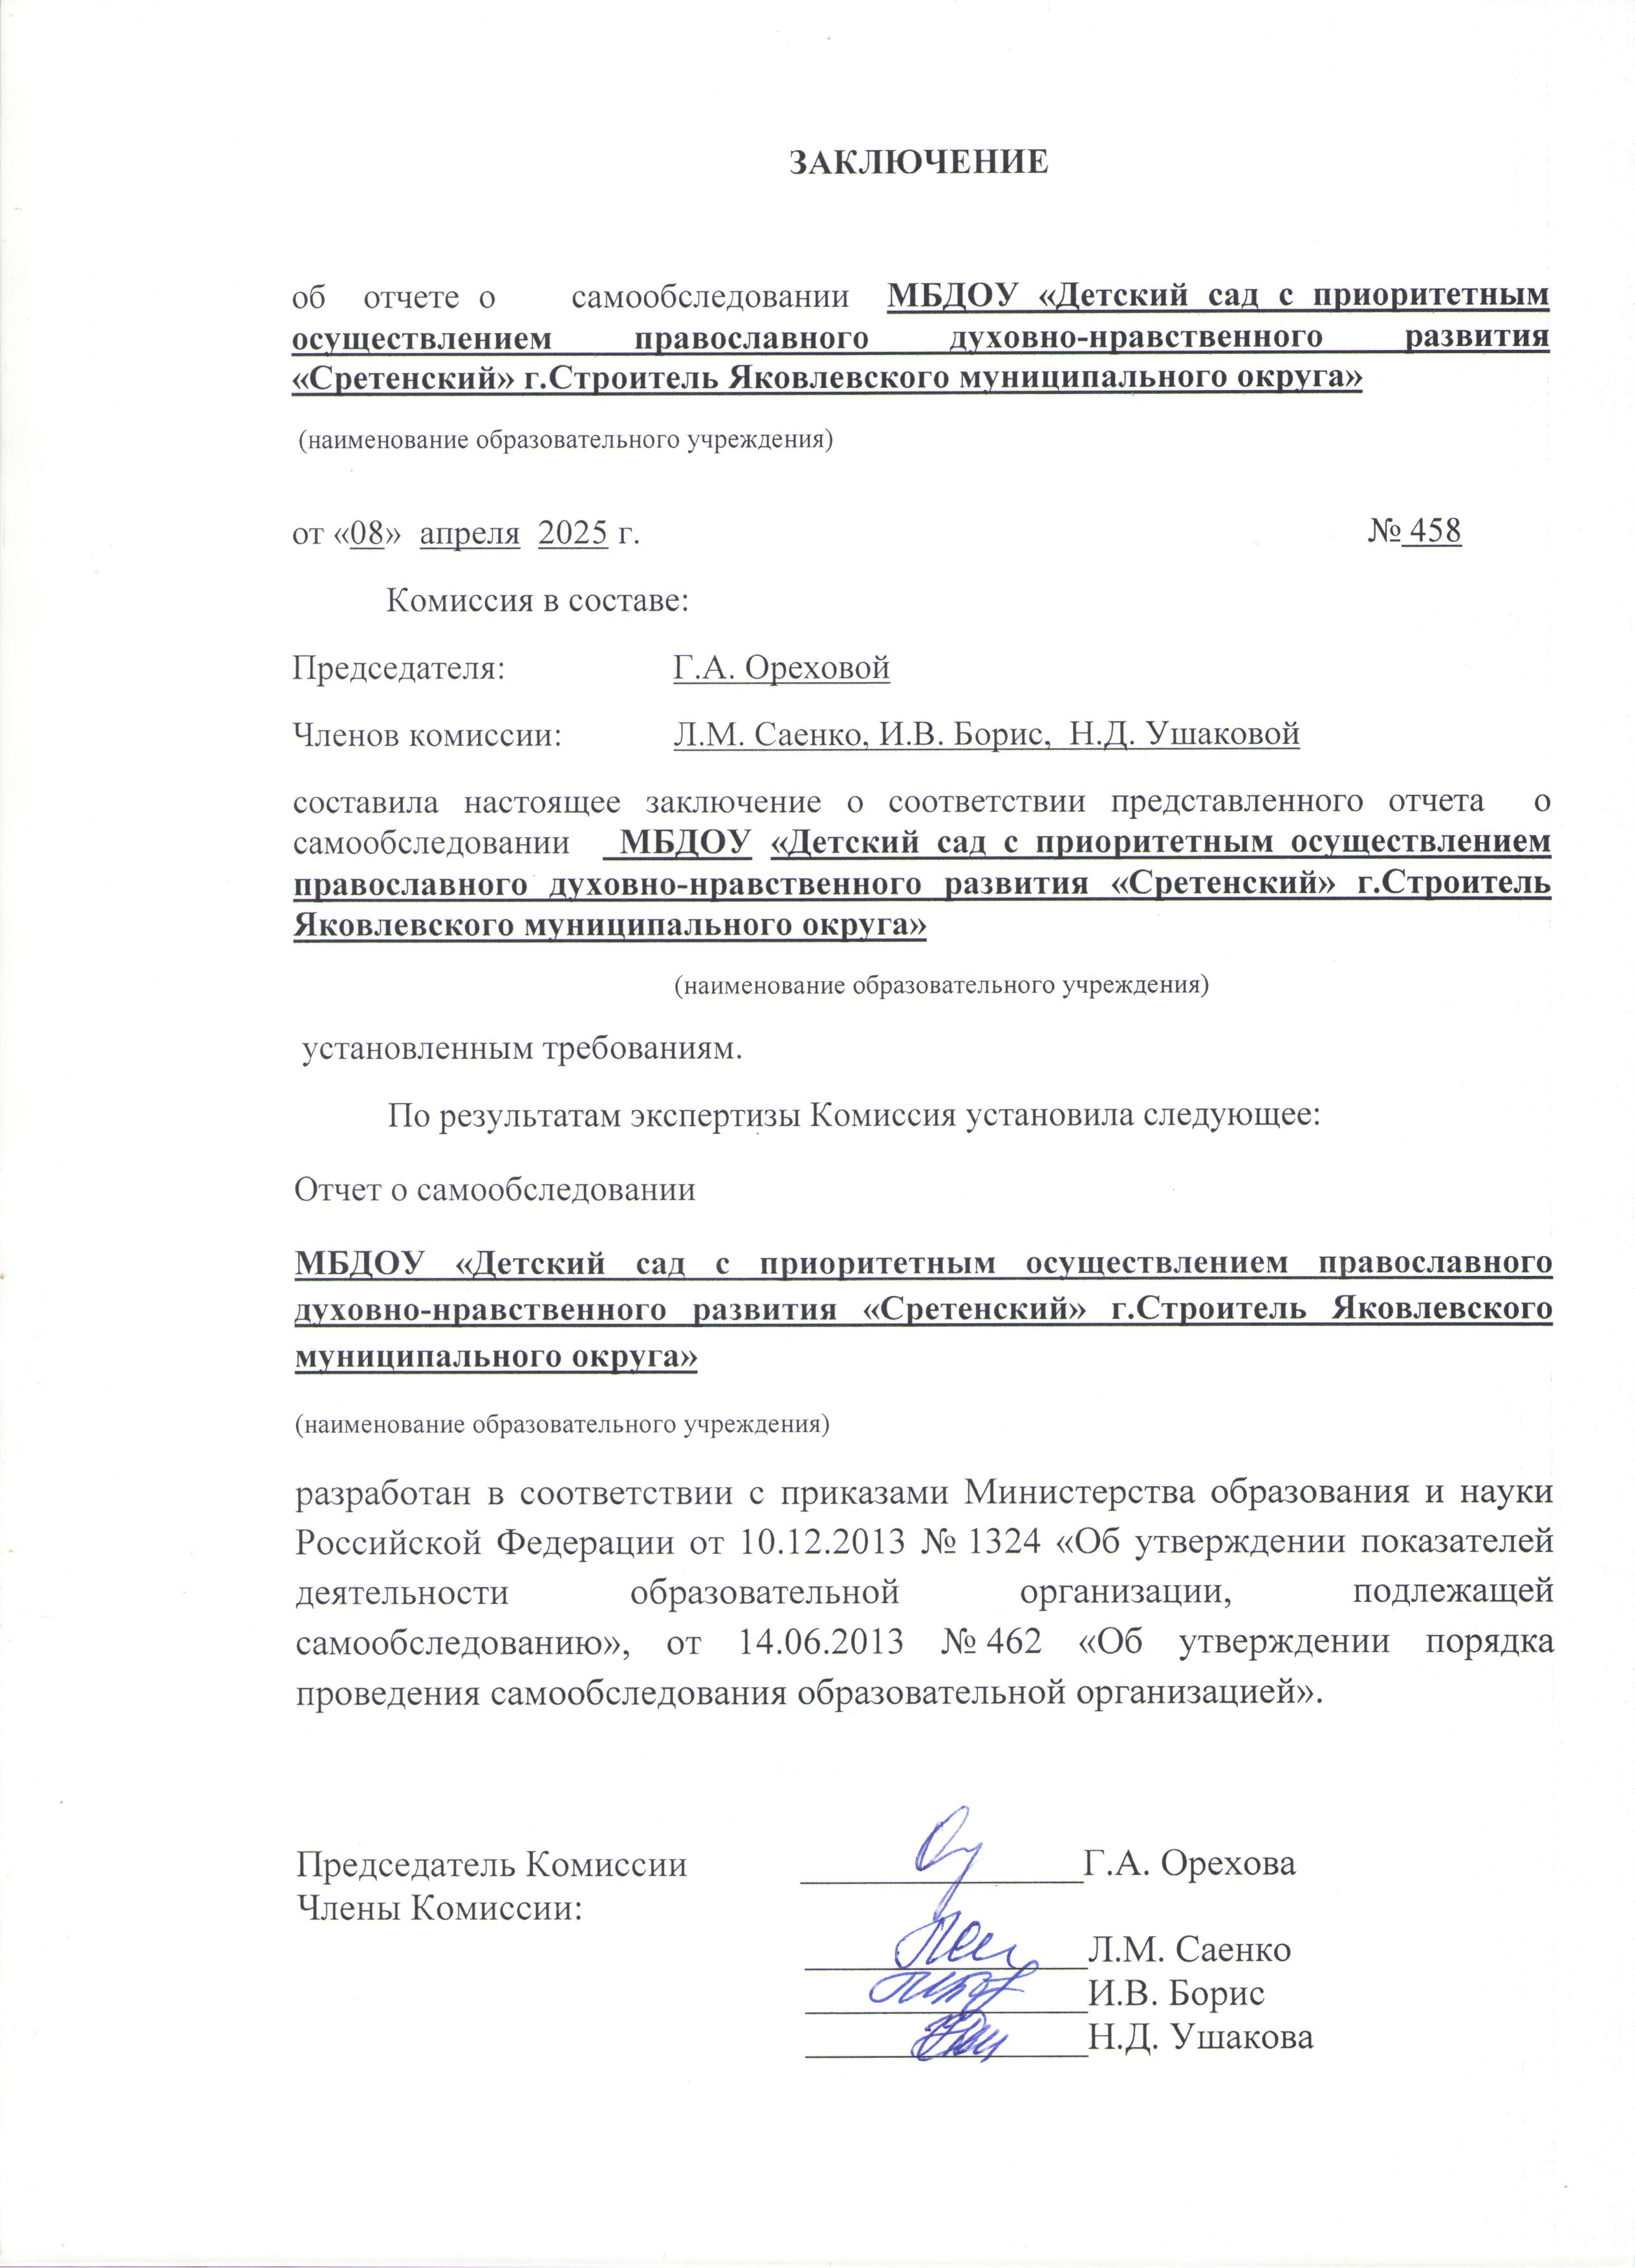 ЗАКЛЮЧЕНИЕ
об отчете о самообследовании МБДОУ «Детский сад с приоритетным
осуществлением православного духовно-нравственного развития
«Сретенский» г.Строитель Яковлевского муниципального округа»
(наименование образовательного учреждения)
от «08» апреля 2025 г. № 458
Комиссия в составе:
Председателя: Г.А. Ореховой
Членов комиссии: Л.М. Саенко, И.В. Борис, Н.Д. Ушаковой
составила настоящее заключение о соответствии представленного отчета о
самообследовании МБДОУ «Детский сад с приоритетным осуществлением
православного духовно-нравственного развития «Сретенский» г.Строитель
Яковлевского муниципального округа»
(наименование образовательного учреждения)
установленным требованиям.
По результатам экспертизы Комиссия установила следующее:
Отчет о самообследовании
МБДОУ «Детский сад с приоритетным осуществлением православного
духовно-нравственного развития «Сретенский» г.Строитель Яковлевского
муниципального округа»
(наименование образовательного учреждения)
разработан в соответствии с приказами Министерства образования и науки
Российской Федерации от 10.12.2013 № 1324 «Об утверждении показателей
деятельности образовательной организации, подлежащей
самообследованию», от 14.06.2013 № 462 «Об утверждении порядка
проведения самообследования образовательной организацией».
Председатель Комиссии Г.А. Орехова
Члены Комиссии:
Л.М. Саенко
И.В. Борис
Н.Д. Ушакова